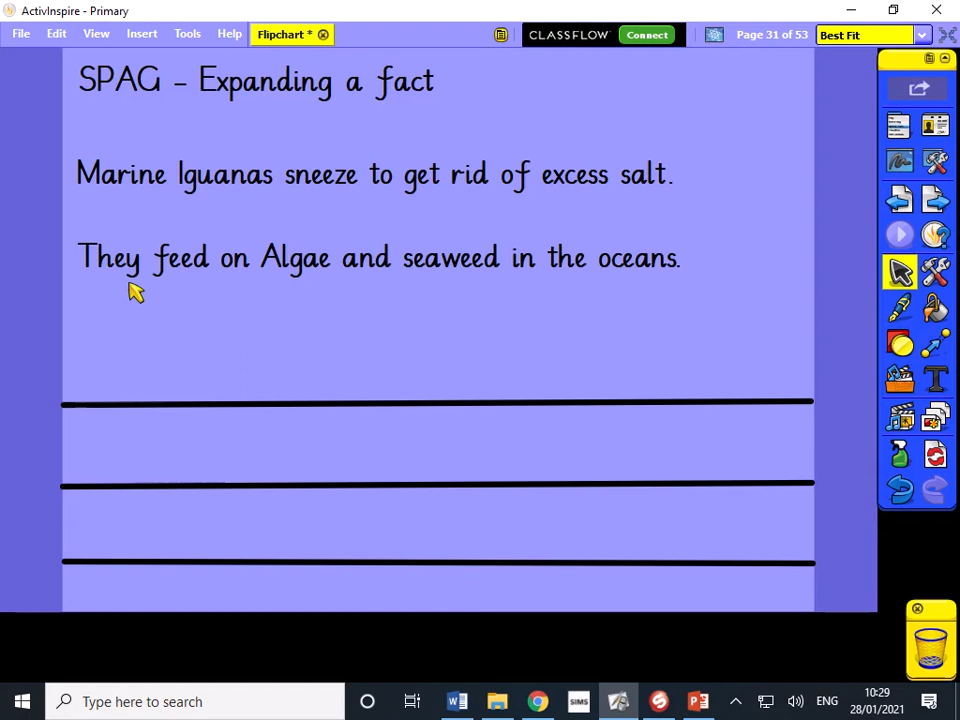 ActivInspire - Primary
File Edit View Insert Tools Help Flipchart * CLASSFLOW Connect Page 31 of 53 Best Fit
SPAG - Expanding a fact
Marine Iguanas sneeze to get rid of excess salt.
They feed on Algae and seaweed in the oceans.
Type here to search SIMS ENG 10:29
28/01/2021